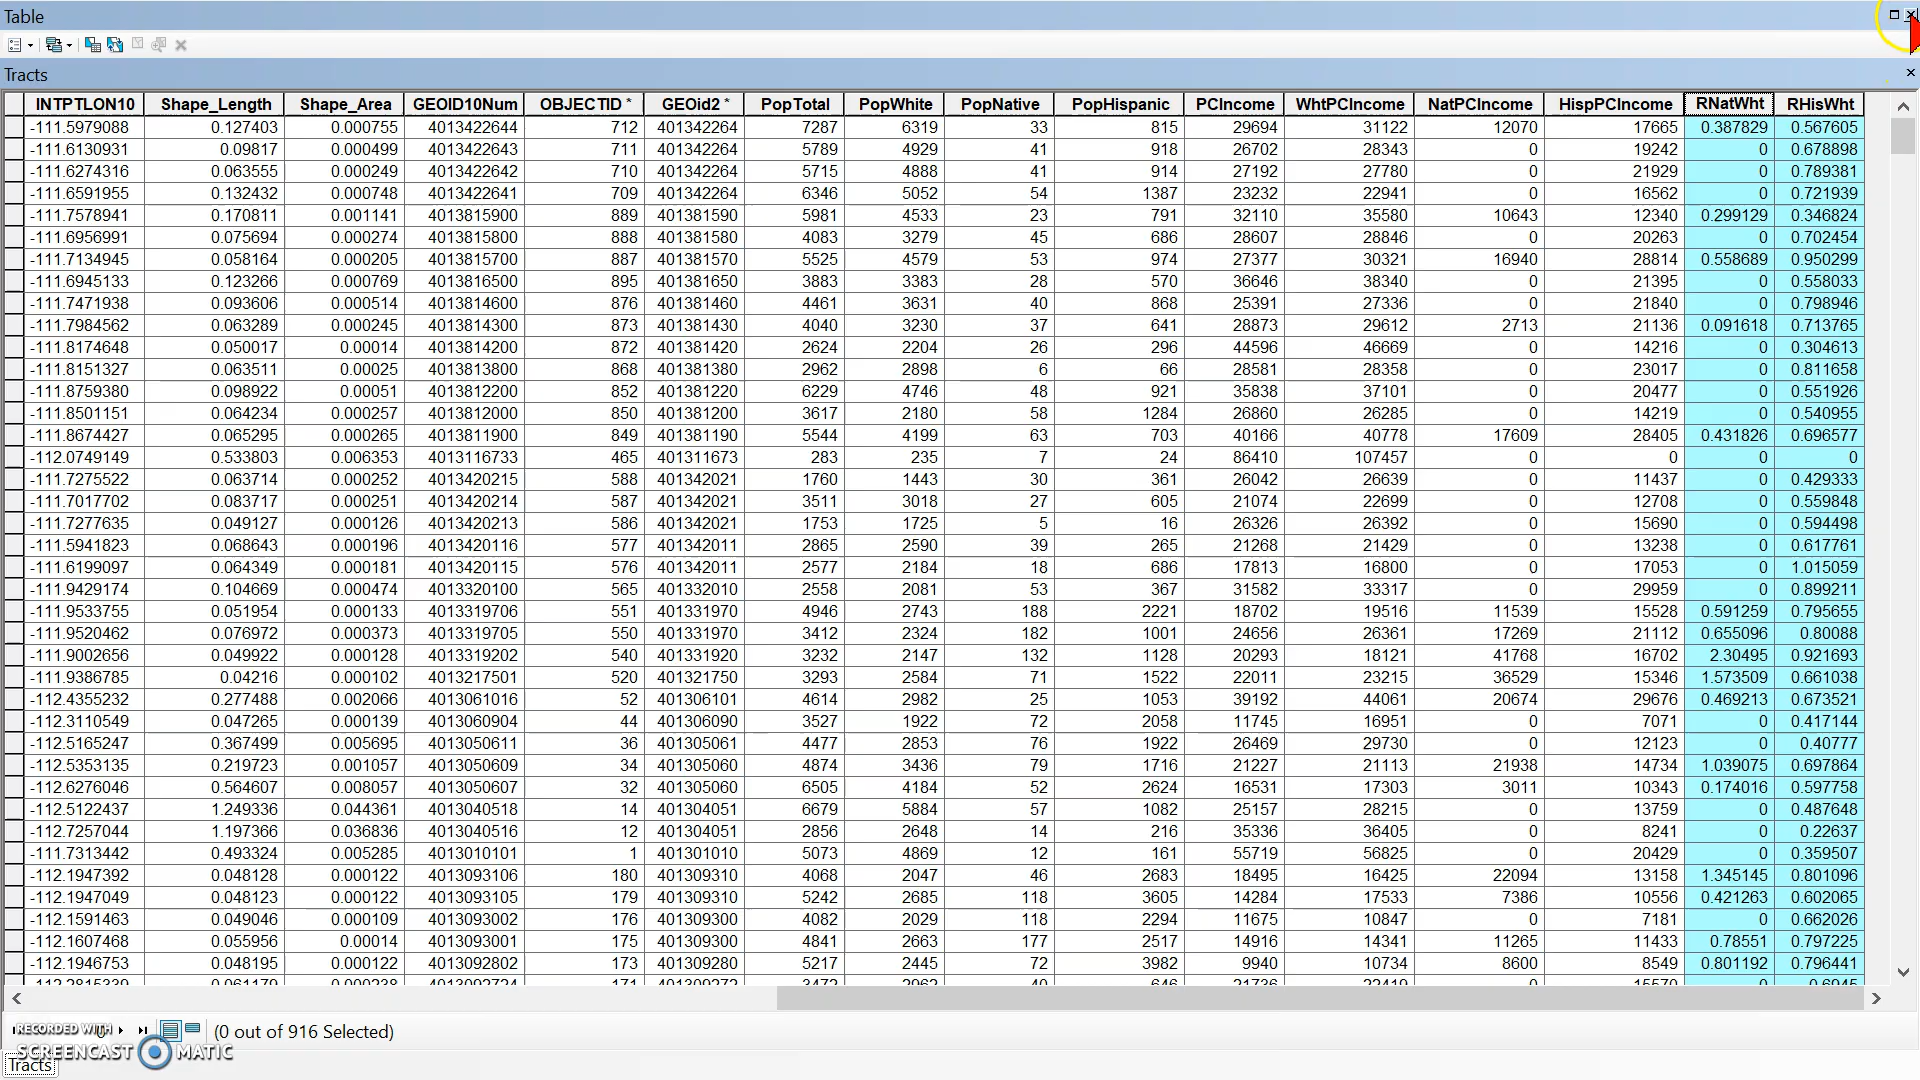 Table
Tracts
INTPTLON10 Shape_Length Shape_Area GEOID10Num OBJECTID * GEOid2 * PopTotal PopWhite PopNative PopHispanic PCIncome WhtPCIncome NatPCIncome HispPCIncome RNatWht RHisWht
-111.5979088 0.127403 0.000755 4013422644 712 401342264 7287 6319 33 815 29694 31122 12070 17665 0.387829 0.567605
-111.6130931 0.09817 0.000499 4013422643 711 401342264 5789 4929 41 918 26702 28343 0 19242 0 0.678898
-111.6274316 0.063555 0.000249 4013422642 710 401342264 5715 4888 41 914 27192 27780 0 21929 0 0.789381
-111.6591955 0.132432 0.000748 4013422641 709 401342264 6346 5052 54 1387 23232 22941 0 16562 0 0.721939
-111.7578941 0.170811 0.001141 4013815900 889 401381590 5981 4533 23 791 32110 35580 10643 12340 0.299129 0.346824
-111.6956991 0.075694 0.000274 4013815800 888 401381580 4083 3279 45 686 28607 28846 0 20263 0 0.702454
-111.7134945 0.058164 0.000205 4013815700 887 401381570 5525 4579 53 974 27377 30321 16940 28814 0.558689 0.950299
-111.6945133 0.123266 0.000769 4013816500 895 401381650 3883 3383 28 570 36646 38340 0 21395 0 0.558033
-111.7471938 0.093606 0.000514 4013814600 876 401381460 4461 3631 40 868 25391 27336 0 21840 0 0.798946
-111.7984562 0.063289 0.000245 4013814300 873 401381430 4040 3230 37 641 28873 29612 2713 21136 0.091618 0.713765
-111.8174648 0.050017 0.00014 4013814200 872 401381420 2624 2204 26 296 44596 46669 0 14216 0 0.304613
-111.8151327 0.063511 0.00025 4013813800 868 401381380 2962 2898 6 66 28581 28358 0 23017 0 0.811658
-111.8759380 0.098922 0.00051 4013812200 852 401381220 6229 4746 48 921 35838 37101 0 20477 0 0.551926
-111.8501151 0.064234 0.000257 4013812000 850 401381200 3617 2180 58 1284 26860 26285 0 14219 0 0.540955
-111.8674427 0.065295 0.000265 4013811900 849 401381190 5544 4199 63 703 40166 40778 17609 28405 0.431826 0.696577
-112.0749149 0.533803 0.006353 4013116733 465 401311673 283 235 7 24 86410 107457 0 0 0 0
-111.7275522 0.063714 0.000252 4013420215 588 401342021 1760 1443 30 361 26042 26639 0 11437 0 0.429333
-111.7017702 0.083717 0.000251 4013420214 587 401342021 3511 3018 27 605 21074 22699 0 12708 0 0.559848
-111.7277635 0.049127 0.000126 4013420213 586 401342021 1753 1725 5 16 26326 26392 0 15690 0 0.594498
-111.5941823 0.068643 0.000196 4013420116 577 401342011 2865 2590 39 265 21268 21429 0 13238 0 0.617761
-111.6199097 0.064349 0.000181 4013420115 576 401342011 2577 2184 18 686 17813 16800 0 17053 0 1.015059
-111.9429174 0.104669 0.000474 4013320100 565 401332010 2558 2081 53 367 31582 33317 0 29959 0 0.899211
-111.9533755 0.051954 0.000133 4013319706 551 401331970 4946 2743 188 2221 18702 19516 11539 15528 0.591259 0.795655
-111.9520462 0.076972 0.000373 4013319705 550 401331970 3412 2324 182 1001 24656 26361 17269 21112 0.655096 0.80088
-111.9002656 0.049922 0.000128 4013319202 540 401331920 3232 2147 132 1128 20293 18121 41768 16702 2.30495 0.921693
-111.9386785 0.04216 0.000102 4013217501 520 401321750 3293 2584 71 1522 22011 23215 36529 15346 1.573509 0.661038
-112.4355232 0.277488 0.002066 4013061016 52 401306101 4614 2982 25 1053 39192 44061 20674 29676 0.469213 0.673521
-112.3110549 0.047265 0.000139 4013060904 44 401306090 3527 1922 72 2058 11745 16951 0 7071 0 0.417144
-112.5165247 0.367499 0.005695 4013050611 36 401305061 4477 2853 76 1922 26469 29730 0 12123 0 0.40777
-112.5353135 0.219723 0.001057 4013050609 34 401305060 4874 3436 79 1716 21227 21113 21938 14734 1.039075 0.697864
-112.6276046 0.564607 0.008057 4013050607 32 401305060 6505 4184 52 2624 16531 17303 3011 10343 0.174016 0.597758
-112.5122437 1.249336 0.044361 4013040518 14 401304051 6679 5884 57 1082 25157 28215 0 13759 0 0.487648
-112.7257044 1.197366 0.036836 4013040516 12 401304051 2856 2648 14 216 35336 36405 0 8241 0 0.22637
-111.7313442 0.493324 0.005285 4013010101 1 401301010 5073 4869 12 161 55719 56825 0 20429 0 0.359507
-112.1947392 0.048128 0.000122 4013093106 180 401309310 4068 2047 46 2683 18495 16425 22094 13158 1.345145 0.801096
-112.1947049 0.048123 0.000122 4013093105 179 401309310 5242 2685 118 3605 14284 17533 7386 10556 0.421263 0.602065
-112.1591463 0.049046 0.000109 4013093002 176 401309300 4082 2029 118 2294 11675 10847 0 7181 0 0.662026
-112.1607468 0.055956 0.00014 4013093001 175 401309300 4841 2663 177 2517 14916 14341 11265 11433 0.78551 0.797225
-112.1946753 0.048195 0.000122 4013092802 173 401309280 5217 2445 72 3982 9940 10734 8600 8549 0.801192 0.796441
(0 out of 916 Selected)
RECORDED WITH
SCREENCAST MATIC
Tracts